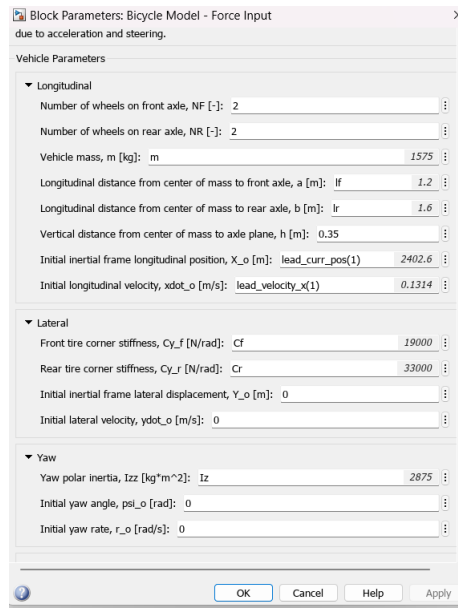 Block Parameters: Bicycle Model - Force Input
due to acceleration and steering.
Vehicle Parameters
Longitudinal
Number of wheels on front axle, NF [-]: 2
Number of wheels on rear axle, NR [-]: 2
Vehicle mass, m [kg]: m 1575
Longitudinal distance from center of mass to front axle, a [m]: lf 1.2
Longitudinal distance from center of mass to rear axle, b [m]: lr 1.6
Vertical distance from center of mass to axle plane, h [m]: 0.35
Initial inertial frame longitudinal position, X_o [m]: lead_curr_pos(1) 2402.6
Initial longitudinal velocity, xdot_o [m/s]: lead_velocity_x(1) 0.1314
Lateral
Front tire corner stiffness, Cy_f [N/rad]: Cf 19000
Rear tire corner stiffness, Cy_r [N/rad]: Cr 33000
Initial inertial frame lateral displacement, Y_o [m]: 0
Initial lateral velocity, ydot_o [m/s]: 0
Yaw
Yaw polar inertia, Izz [kg*m^2]: Iz 2875
Initial yaw angle, psi_o [rad]: 0
Initial yaw rate, r_o [rad/s]: 0
OK Cancel Help Apply